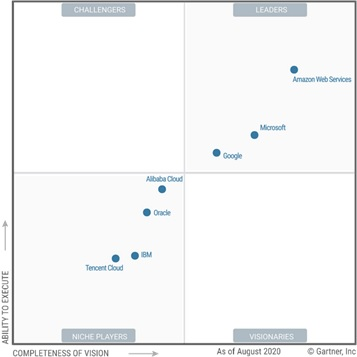 CHALLENGERS
LEADERS
Amazon Web Services
Microsoft
Google
Alibaba Cloud
Oracle
IBM
Tencent Cloud
ABILITY TO EXECUTE
NICHE PLAYERS
VISIONARIES
COMPLETENESS OF VISION
As of August 2020
© Gartner, Inc